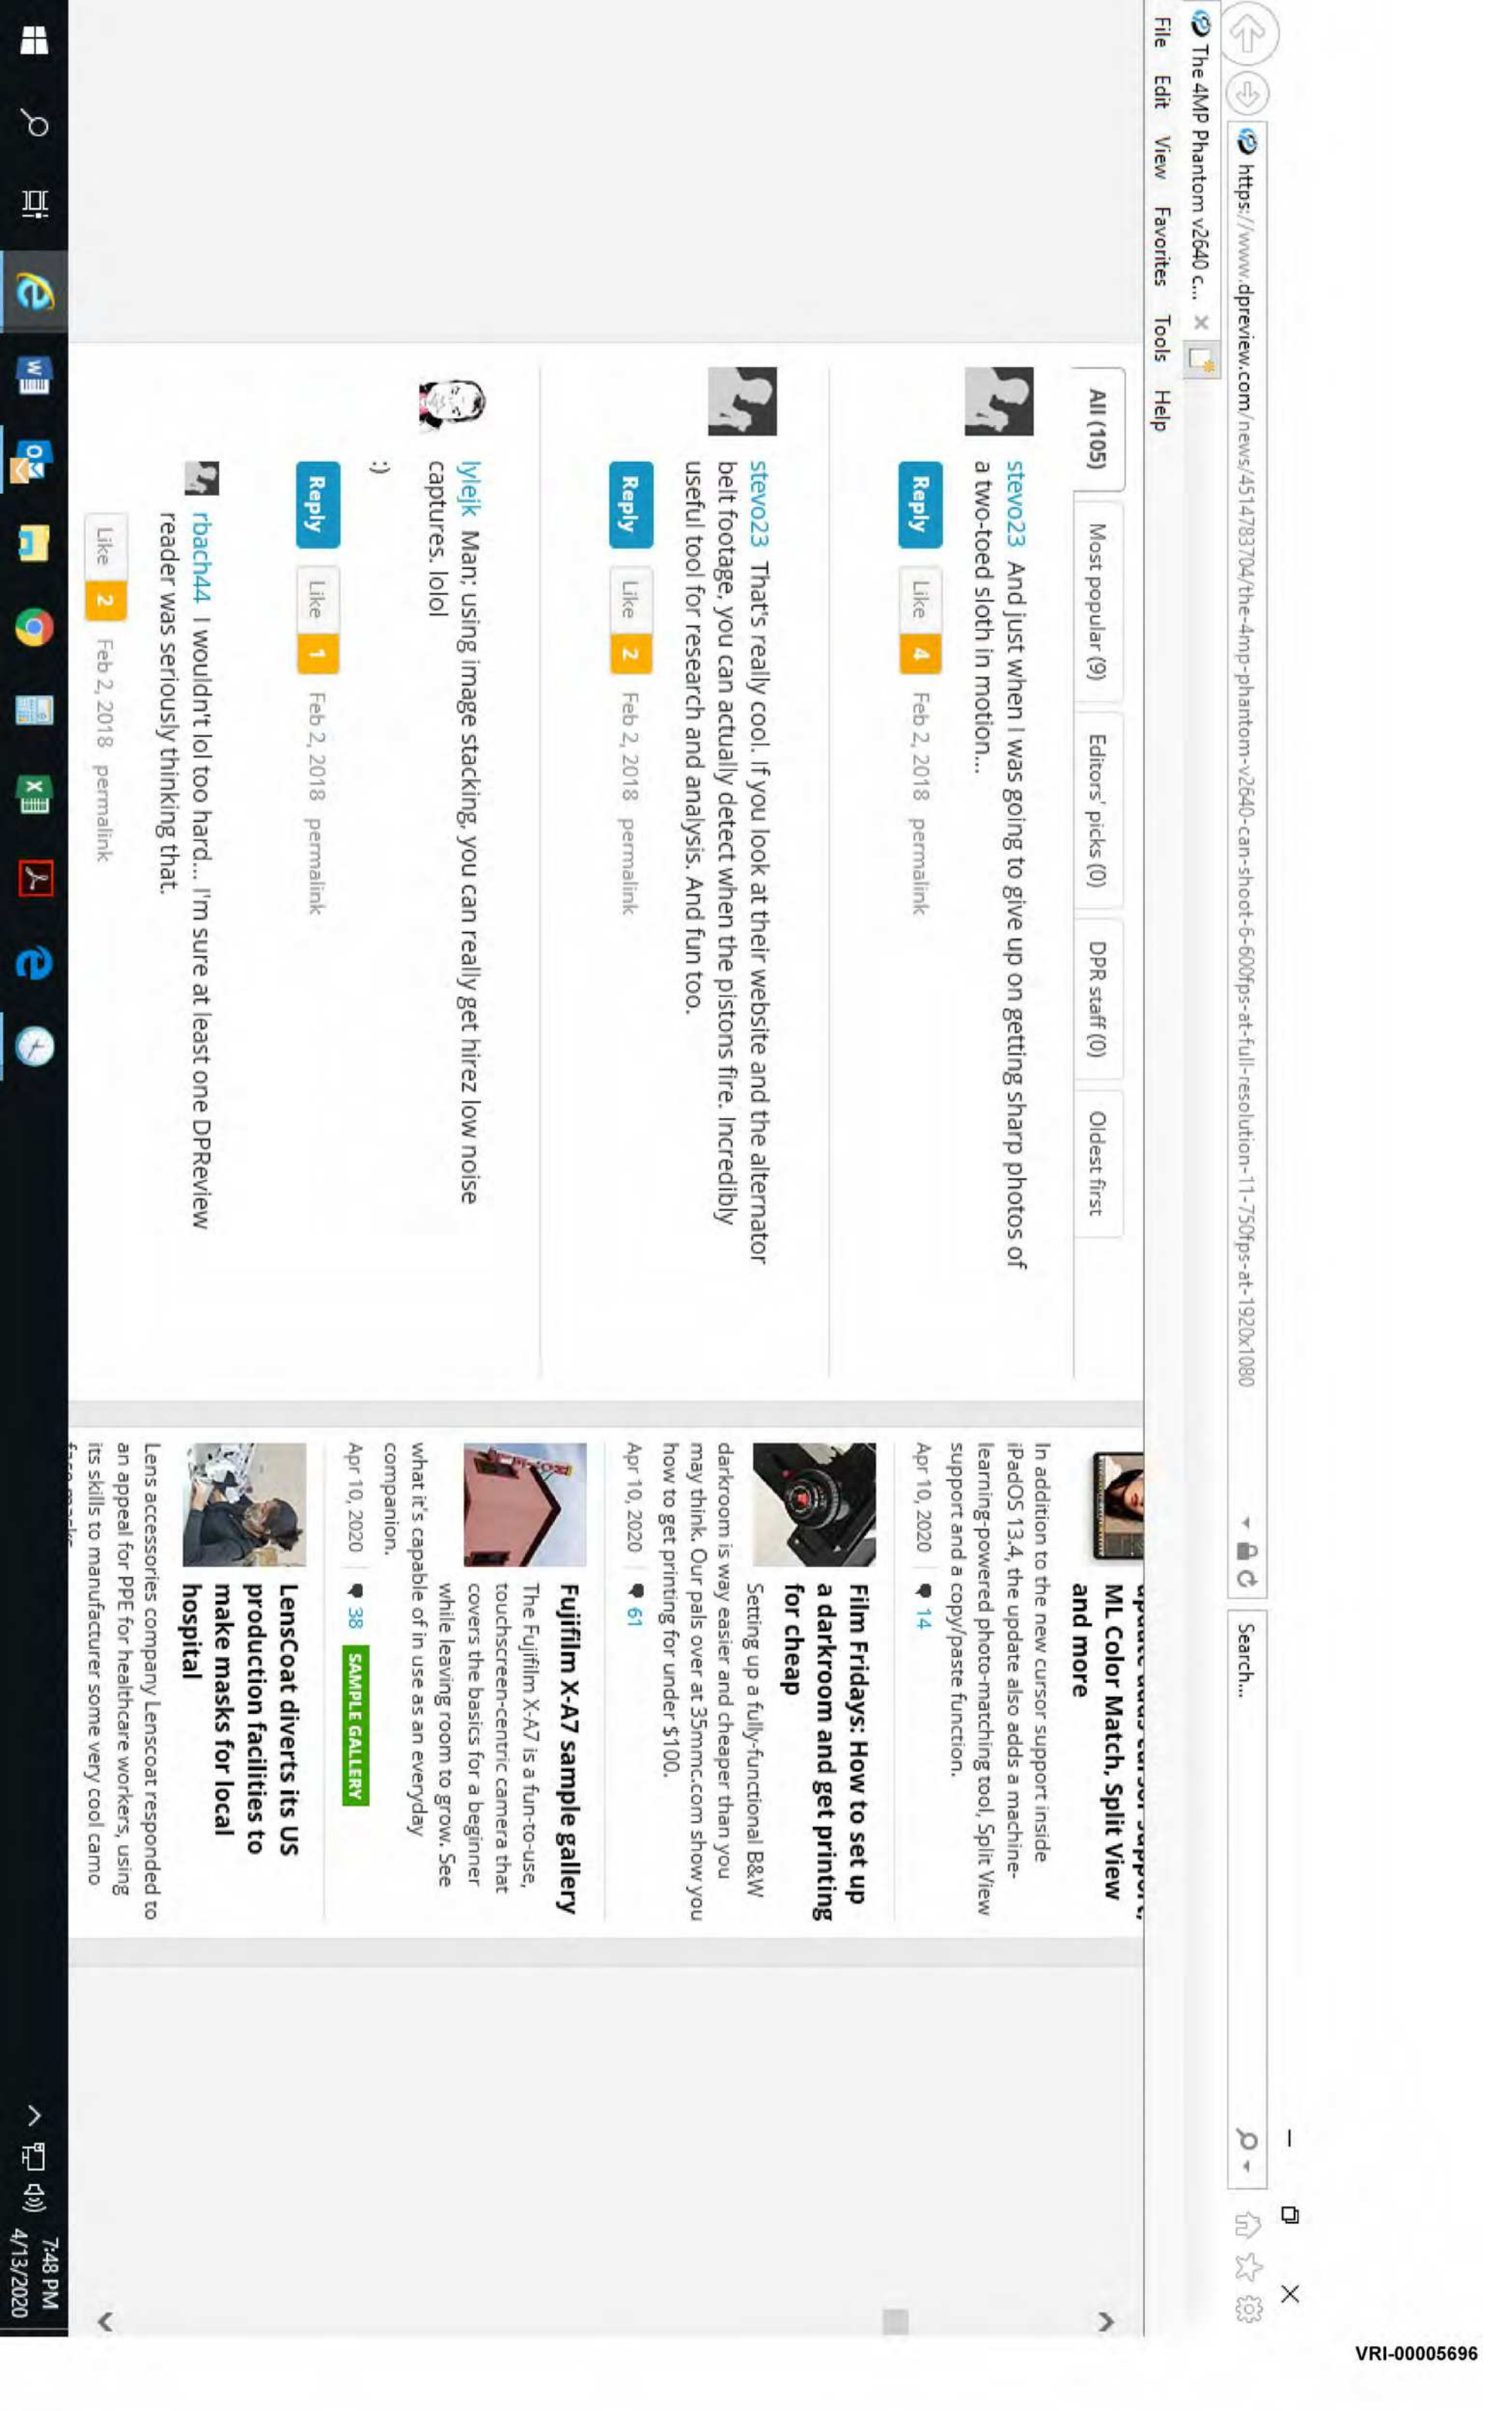 https://www.dpreview.com/news/4514783704/the-4mp-phantom-v2640-can-shoot-6-600fps-at-full-resolution-11-750fps-at-1920x1080
Search...
The 4MP Phantom v2640 c...
File Edit View Favorites Tools Help
All (105) Most popular (9) Editors' picks (0) DPR staff (0) Oldest first
stevo23 And just when I was going to give up on getting sharp photos of
a two-toed sloth in motion...
Reply Like 4 Feb 2, 2018 permalink
stevo23 That's really cool. If you look at their website and the alternator
belt footage, you can actually detect when the pistons fire. Incredibly
useful tool for research and analysis. And fun too.
Reply Like 2 Feb 2, 2018 permalink
lylejk Man; using image stacking, you can really get hirez low noise
captures. lolol
:)
Reply Like 1 Feb 2, 2018 permalink
rbach44 I wouldn't lol too hard... I'm sure at least one DPReview
reader was seriously thinking that.
Like 2 Feb 2, 2018 permalink
update adds cursor support,
ML Color Match, Split View
and more
In addition to the new cursor support inside
iPadOS 13.4, the update also adds a machine-
learning-powered photo-matching tool, Split View
support and a copy/paste function.
Apr 10, 2020 14
Film Fridays: How to set up
a darkroom and get printing
for cheap
Setting up a fully-functional B&W
darkroom is way easier and cheaper than you
may think. Our pals over at 35mmc.com show you
how to get printing for under $100.
Apr 10, 2020 61
Fujifilm X-A7 sample gallery
The Fujifilm X-A7 is a fun-to-use,
touchscreen-centric camera that
covers the basics for a beginner
while leaving room to grow. See
what it's capable of in use as an everyday
companion.
Apr 10, 2020 38 SAMPLE GALLERY
LensCoat diverts its US
production facilities to
make masks for local
hospital
Lens accessories company Lenscoat responded to
an appeal for PPE for healthcare workers, using
its skills to manufacturer some very cool camo
face masks.
7:48 PM
4/13/2020
VRI-00005696